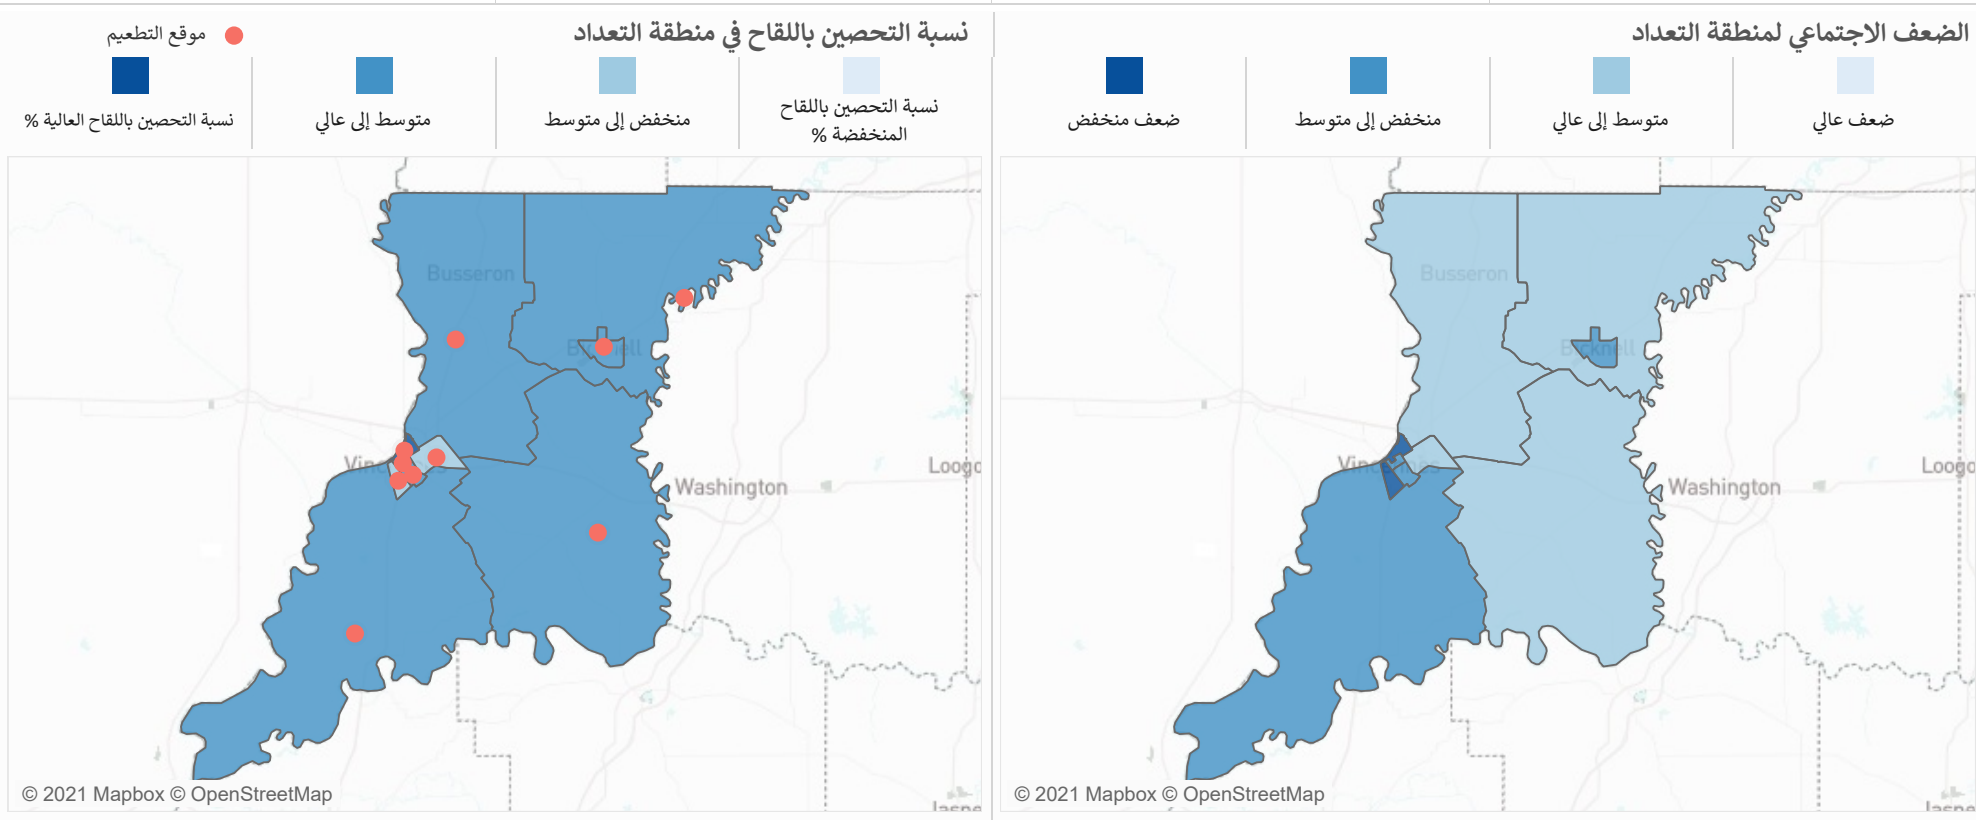 الضعف الاجتماعي لمنطقة التعداد
ضعف عالي
متوسط إلى عالي
منخفض إلى متوسط
ضعف منخفض
Busseron
Bicknell
Washington
© 2021 Mapbox © OpenStreetMap
نسبة التحصين باللقاح في منطقة التعداد
موقع التطعيم
نسبة التحصين باللقاح
المنخفضة %
منخفض إلى متوسط
متوسط إلى عالي
نسبة التحصين باللقاح العالية %
Busseron
Washington
© 2021 Mapbox © OpenStreetMap